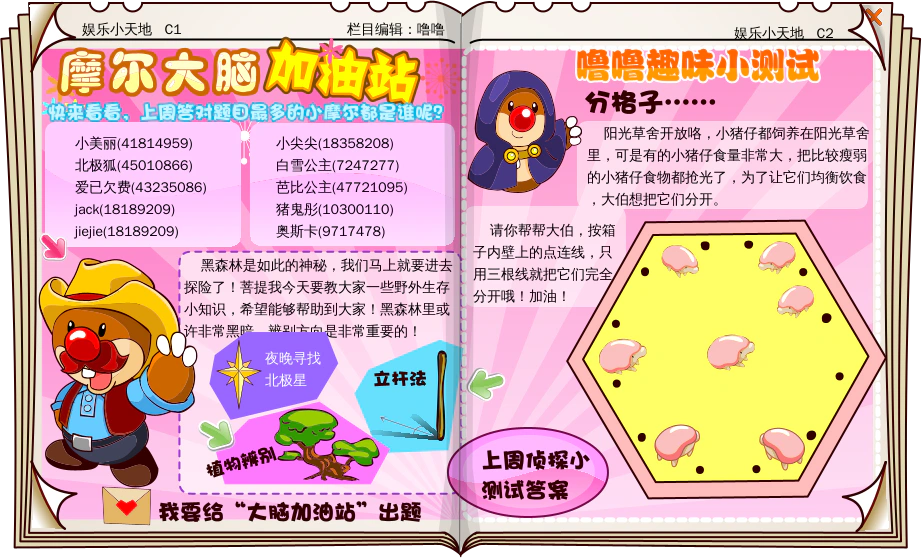 娱乐小天地 C1
栏目编辑：噜噜
摩尔大脑加油站
快来看看，上周答对题目最多的小摩尔都是谁呢?
小美丽(41814959)
北极狐(45010866)
爱已欠费(43235086)
jack(18189209)
jiejie(18189209)
小尖尖(18358208)
白雪公主(7247277)
芭比公主(47721095)
猪鬼彤(10300110)
奥斯卡(9717478)
黑森林是如此的神秘，我们马上就要进去
探险了！菩提我今天要教大家一些野外生存
小知识，希望能够帮助到大家！黑森林里或
许非常黑暗，辨别方向是非常重要的！
夜晚寻找
北极星
立杆法
植物辨别
我要给“大脑加油站”出题
娱乐小天地 C2
噜噜趣味小测试
分格子……
阳光草舍开放咯，小猪仔都饲养在阳光草舍
里，可是有的小猪仔食量非常大，把比较瘦弱
的小猪仔食物都抢光了，为了让它们均衡饮食
，大伯想把它们分开。
请你帮帮大伯，按箱
子内壁上的点连线，只
用三根线就把它们完全
分开哦！加油！
上周侦探小
测试答案